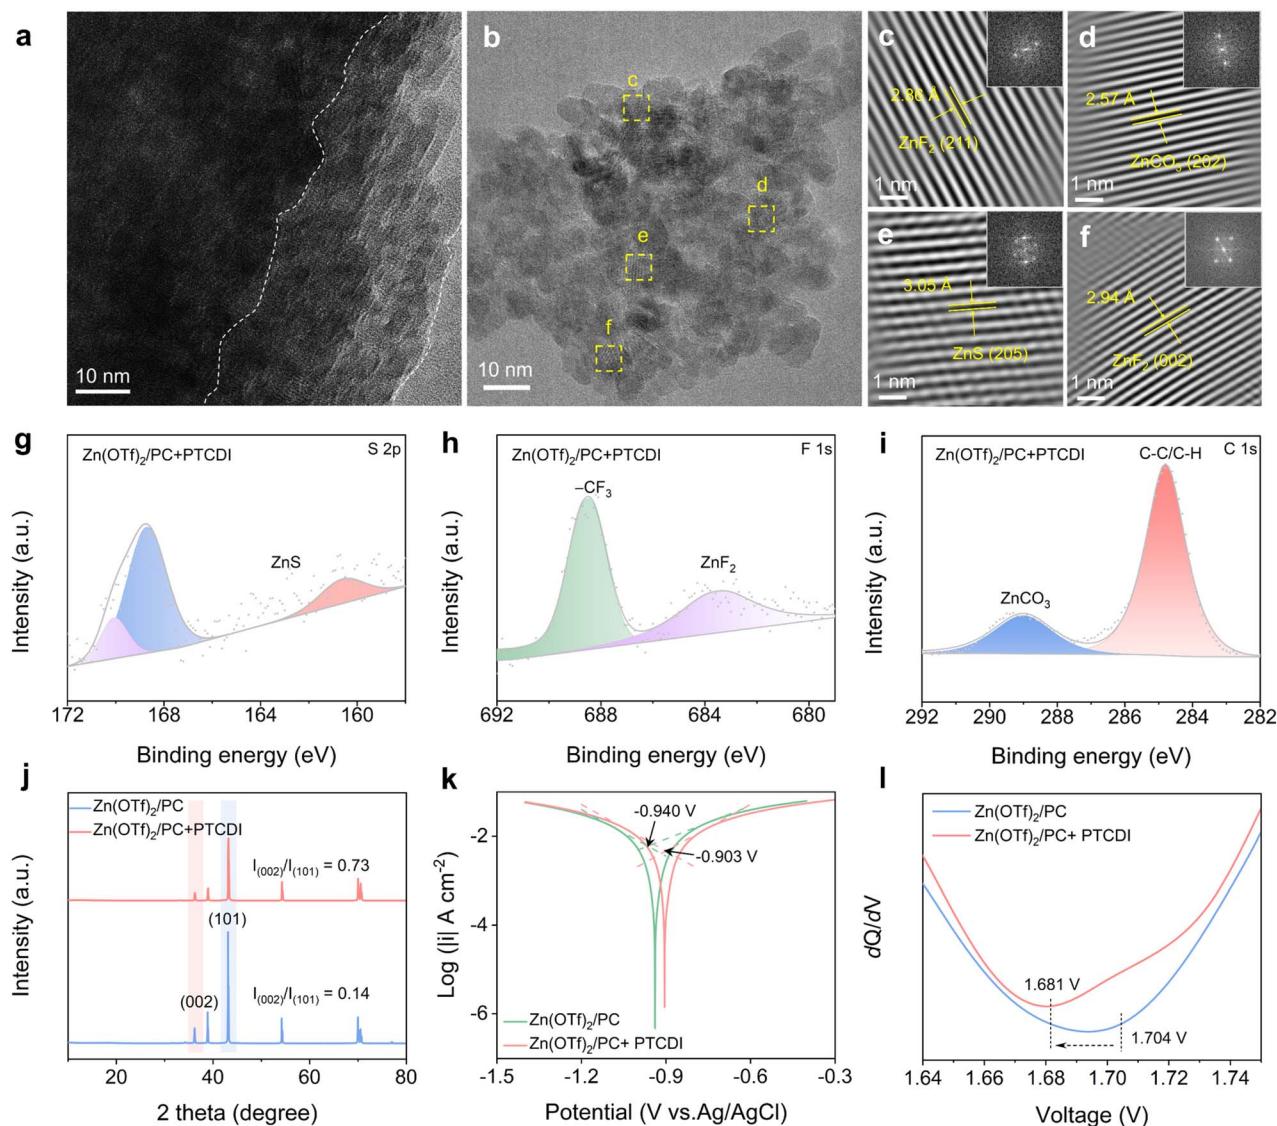 a
10 nm
b
c
d
e
f
10 nm
c
2.86 Å
ZnF₂ (211)
1 nm
d
2.57 Å
ZnCO₃ (202)
1 nm
e
3.05 Å
ZnS (205)
1 nm
f
2.94 Å
ZnF₂ (002)
1 nm
g
Zn(OTf)₂/PC+PTCDI
S 2p
ZnS
Intensity (a.u.)
172 168 164 160
Binding energy (eV)
h
Zn(OTf)₂/PC+PTCDI
F 1s
–CF₃
ZnF₂
Intensity (a.u.)
692 688 684 680
Binding energy (eV)
i
Zn(OTf)₂/PC+PTCDI
C-C/C-H
C 1s
ZnCO₃
Intensity (a.u.)
292 290 288 286 284 282
Binding energy (eV)
j
Zn(OTf)₂/PC
Zn(OTf)₂/PC+PTCDI
I₍₀₀₂₎/I₍₁₀₁₎ = 0.73
(101)
(002)
I₍₀₀₂₎/I₍₁₀₁₎ = 0.14
Intensity (a.u.)
20 40 60 80
2 theta (degree)
k
-0.940 V
-0.903 V
Zn(OTf)₂/PC
Zn(OTf)₂/PC+ PTCDI
Log (|i| A cm⁻²)
-2
-4
-6
-1.5 -1.2 -0.9 -0.6 -0.3
Potential (V vs.Ag/AgCl)
l
Zn(OTf)₂/PC
Zn(OTf)₂/PC+ PTCDI
1.681 V
1.704 V
dQ/dV
1.64 1.66 1.68 1.70 1.72 1.74
Voltage (V)